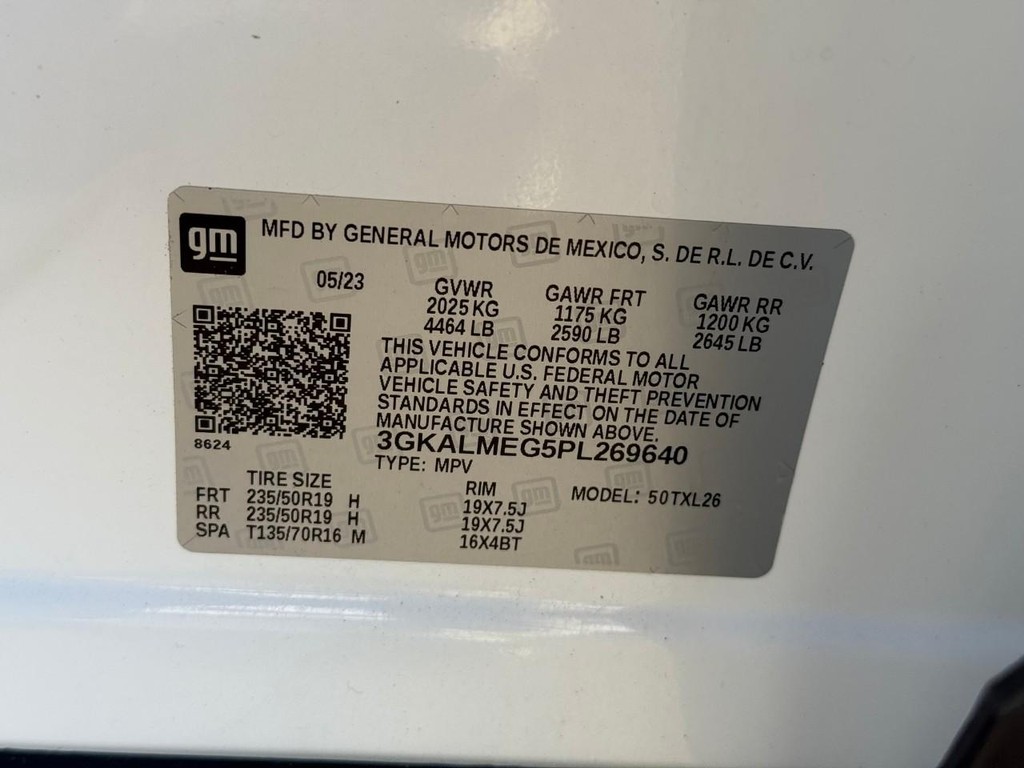 gm MFD BY GENERAL MOTORS DE MEXICO, S. DE R.L. DE C.V.
05/23 GVWR GAWR FRT GAWR RR
2025 KG 1175 KG 1200 KG
4464 LB 2590 LB 2645 LB
THIS VEHICLE CONFORMS TO ALL
APPLICABLE U.S. FEDERAL MOTOR
VEHICLE SAFETY AND THEFT PREVENTION
STANDARDS IN EFFECT ON THE DATE OF
MANUFACTURE SHOWN ABOVE.
8624 3GKALMEG5PL269640
TYPE: MPV
TIRE SIZE RIM MODEL: 50TXL26
FRT 235/50R19 H 19X7.5J
RR 235/50R19 H 19X7.5J
SPA T135/70R16 M 16X4BT